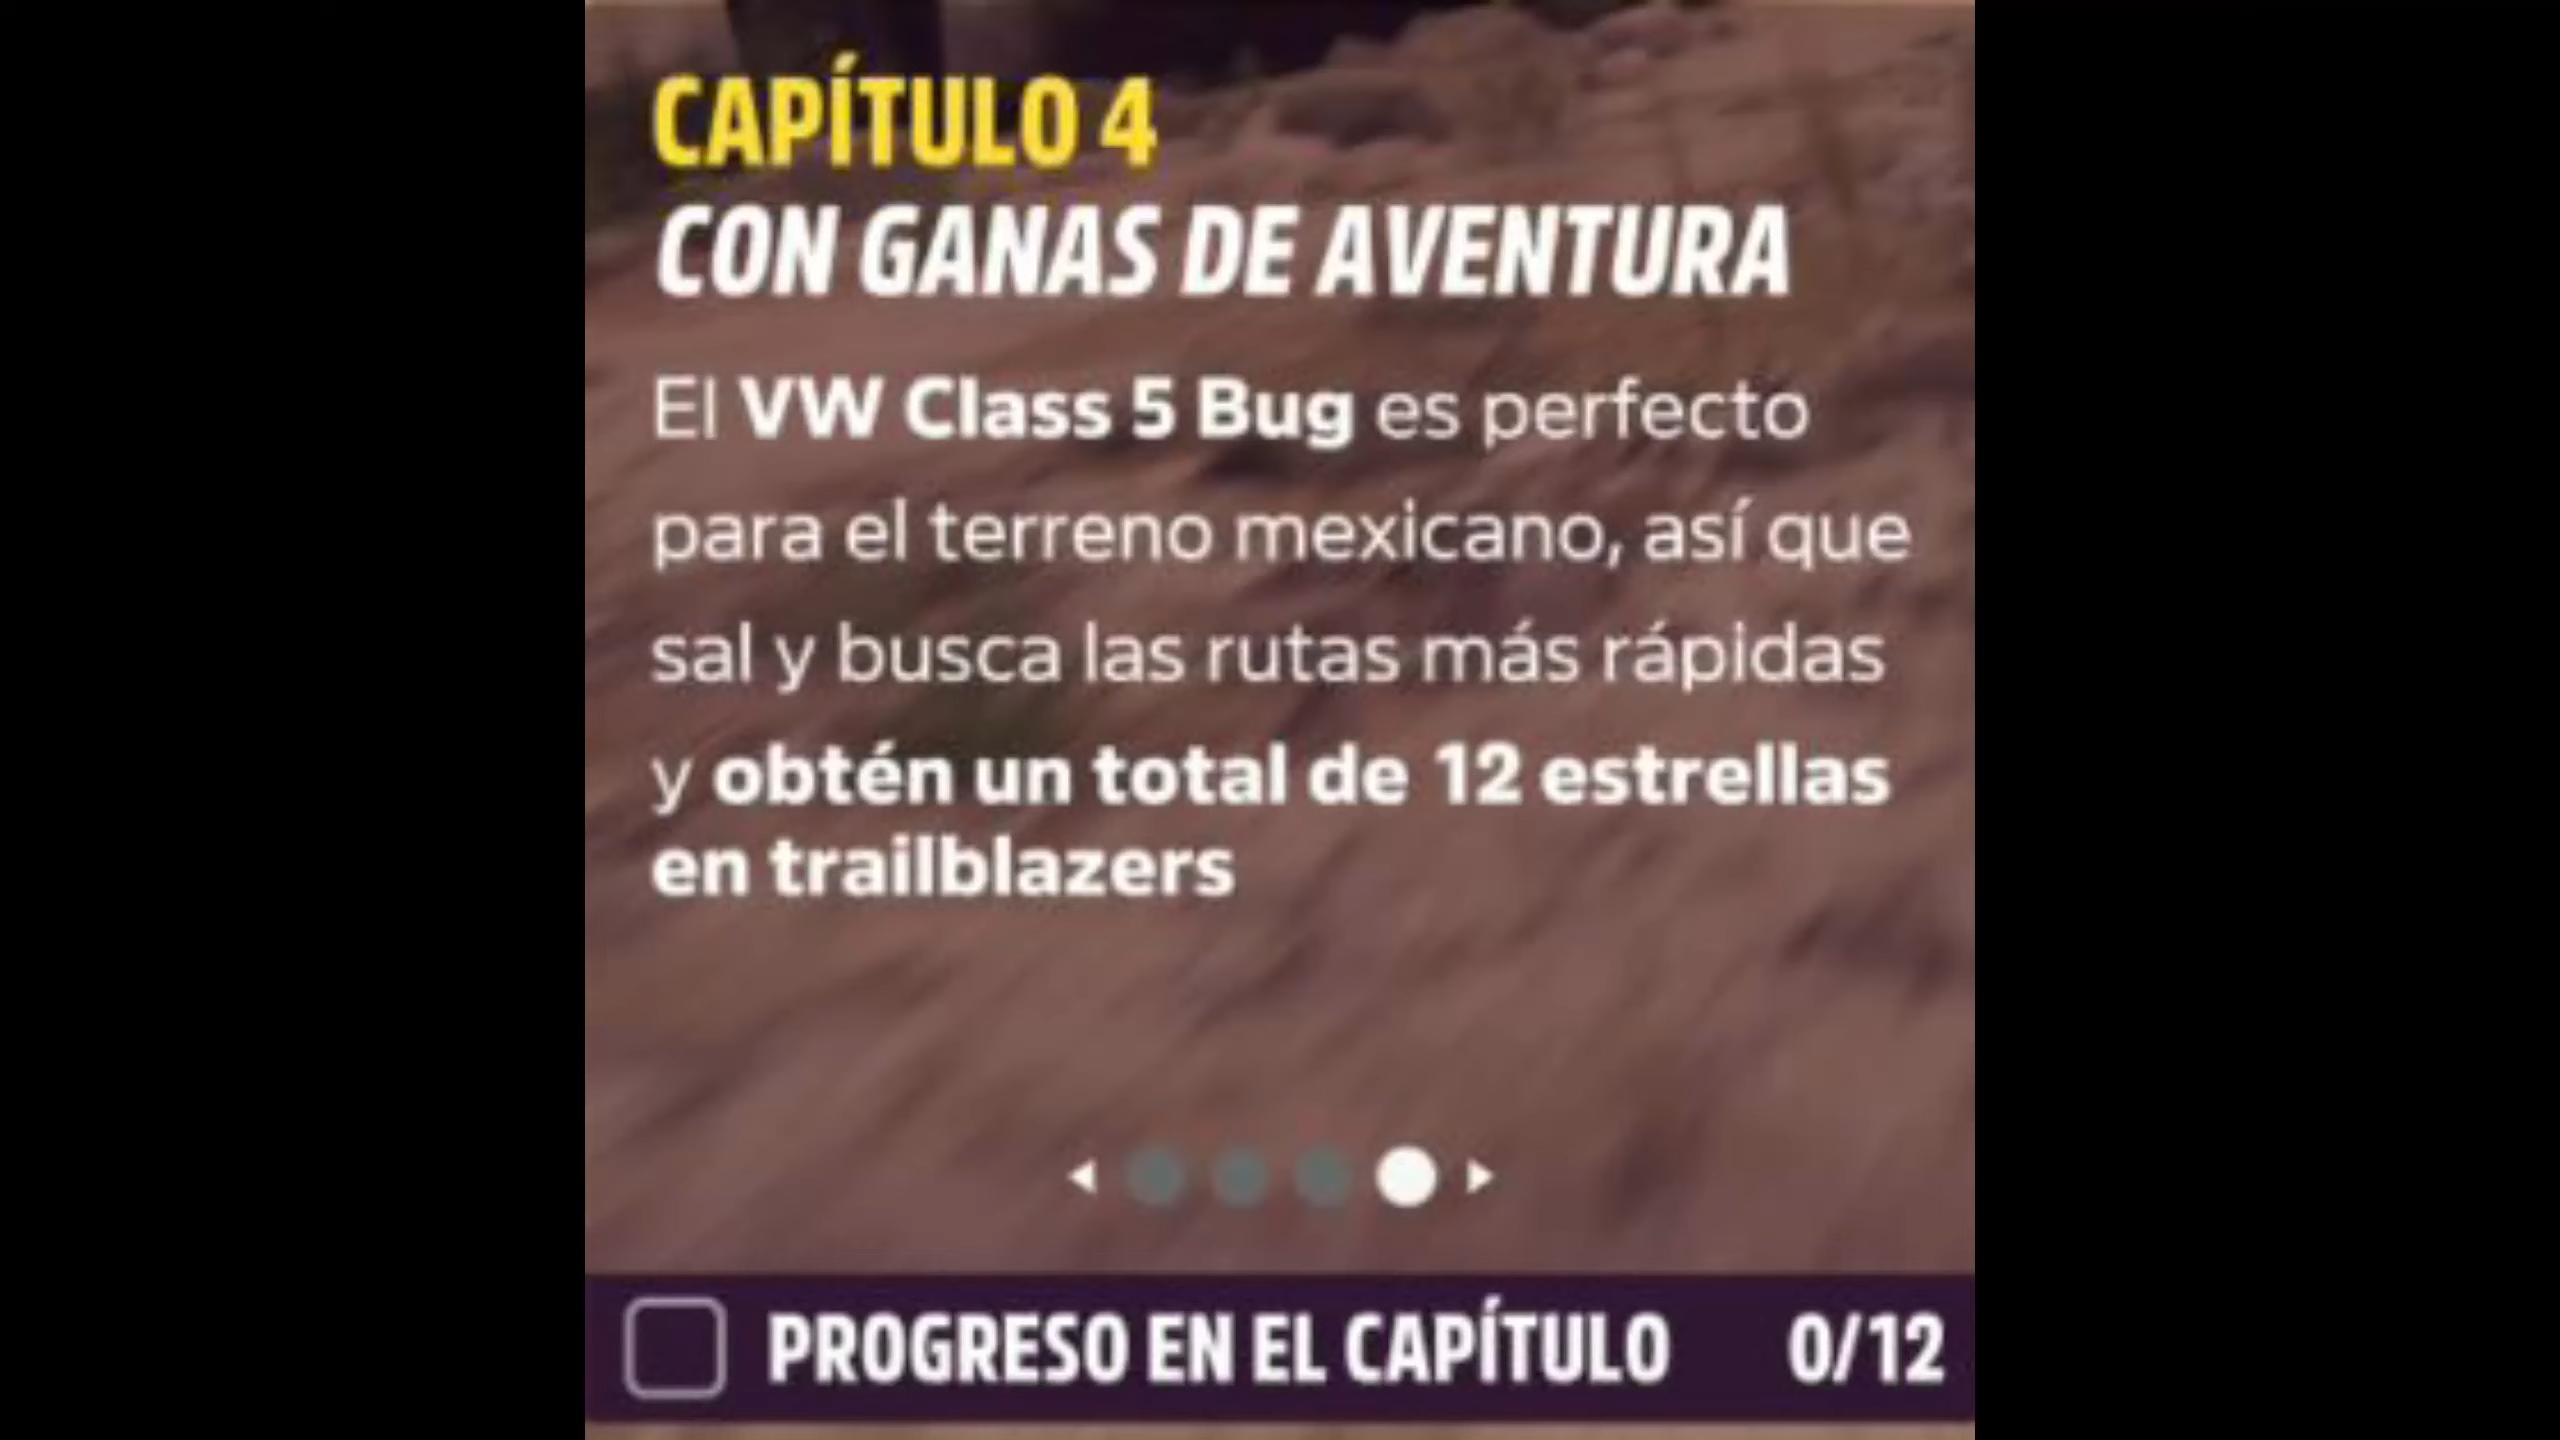 CAPÍTULO 4
CON GANAS DE AVENTURA
El VW Class 5 Bug es perfecto
para el terreno mexicano, así que
sal y busca las rutas más rápidas
y obtén un total de 12 estrellas
en trailblazers
PROGRESO EN EL CAPÍTULO 0/12